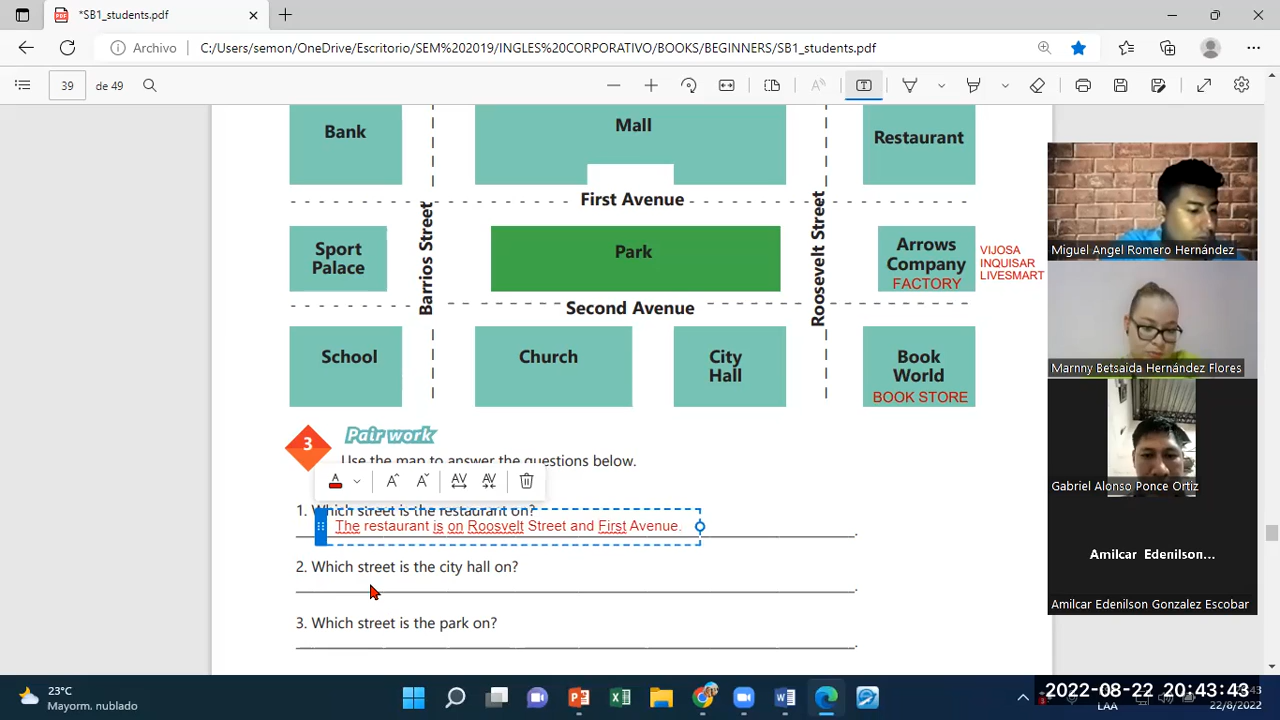 *SB1_students.pdf
Archivo
C:/Users/semon/OneDrive/Escritorio/SEM%202019/INGLES%20CORPORATIVO/BOOKS/BEGINNERS/SB1_students.pdf
39
de 49
Bank
Mall
Restaurant
First Avenue
Barrios Street
Roosevelt Street
Sport
Palace
Park
Arrows
Company
FACTORY
VIJOSA
INQUISAR
LIVESMART
Second Avenue
School
Church
City
Hall
Book
World
BOOK STORE
3
Pair work
Use the map to answer the questions below.
1. Which street is the restaurant on?
The restaurant is on Roosvelt Street and First Avenue.
2. Which street is the city hall on?
3. Which street is the park on?
Miguel Angel Romero Hernández
Marnny Betsaida Hernández Flores
Gabriel Alonso Ponce Ortiz
Amilcar Edenilson...
Amilcar Edenilson Gonzalez Escobar
23°C
Mayorm, nublado
2022-08-22 20:43:43
LAA
22/8/2022